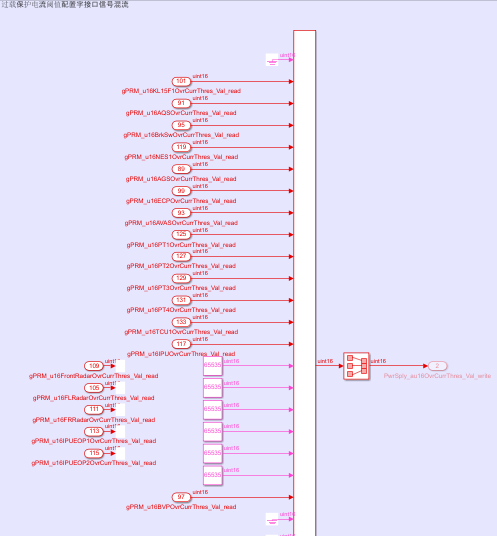 过载保护电流阈值配置字接口信号混流
uint16
101 uint16
gPRM_u16KL15F1OvrCurrThres_Val_read
91 uint16
gPRM_u16AQSOvrCurrThres_Val_read
95 uint16
gPRM_u16BrkSwOvrCurrThres_Val_read
119 uint16
gPRM_u16NES1OvrCurrThres_Val_read
89 uint16
gPRM_u16AGSOvrCurrThres_Val_read
99 uint16
gPRM_u16ECPOvrCurrThres_Val_read
93 uint16
gPRM_u16AVASOvrCurrThres_Val_read
125 uint16
gPRM_u16PT1OvrCurrThres_Val_read
127 uint16
gPRM_u16PT2OvrCurrThres_Val_read
129 uint16
gPRM_u16PT3OvrCurrThres_Val_read
131 uint16
gPRM_u16PT4OvrCurrThres_Val_read
133 uint16
gPRM_u16TCU1OvrCurrThres_Val_read
117 uint16
gPRM_u16IPUOvrCurrThres_Val_read
109 65535 uint16 uint16 uint16 2
gPRM_u16FrontRadarOvrCurrThres_Val_read
PwrSply_au16OvrCurrThres_Val_write
105 65535 uint16
gPRM_u16FLRadarOvrCurrThres_Val_read
111 65535 uint16
gPRM_u16FRRadarOvrCurrThres_Val_read
113 65535 uint16
gPRM_u16IPUEOP1OvrCurrThres_Val_read
115 65535 uint16
gPRM_u16IPUEOP2OvrCurrThres_Val_read
65535 uint16
97 uint16
gPRM_u16BVPOvrCurrThres_Val_read
uint16